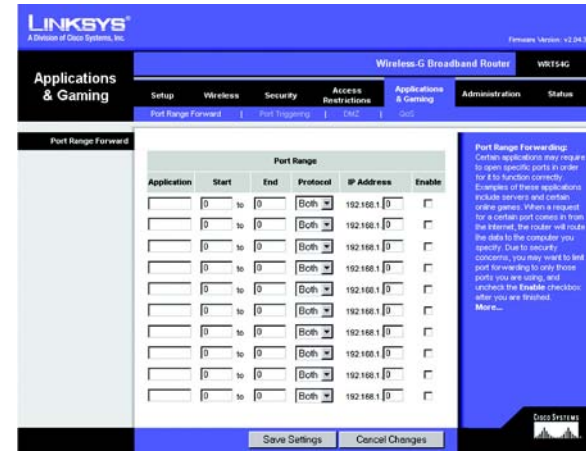 LINKSYS®
A Division of Cisco Systems, Inc.
Firmware Version: v2.04.3
Wireless-G Broadband Router WRT54G
Applications & Gaming
Setup Wireless Security Access Restrictions Applications & Gaming Administration Status
Port Range Forward | Port Triggering | DMZ | QoS
Port Range Forward
Port Range
Application Start End Protocol IP Address Enable
0 to 0 Both 192.168.1. 0
0 to 0 Both 192.168.1. 0
0 to 0 Both 192.168.1. 0
0 to 0 Both 192.168.1. 0
0 to 0 Both 192.168.1. 0
0 to 0 Both 192.168.1. 0
0 to 0 Both 192.168.1. 0
0 to 0 Both 192.168.1. 0
0 to 0 Both 192.168.1. 0
0 to 0 Both 192.168.1. 0
Port Range Forwarding:
Certain applications may require
to open specific ports in order
for it to function correctly.
Examples of these applications
include servers and certain
online games. When a request
for a certain port comes in from
the Internet, the router will route
the data to the computer you
specify. Due to security
concerns, you may want to limit
port forwarding to only those
ports you are using, and
uncheck the Enable checkbox
after you are finished.
More...
Save Settings Cancel Changes
CISCO SYSTEMS